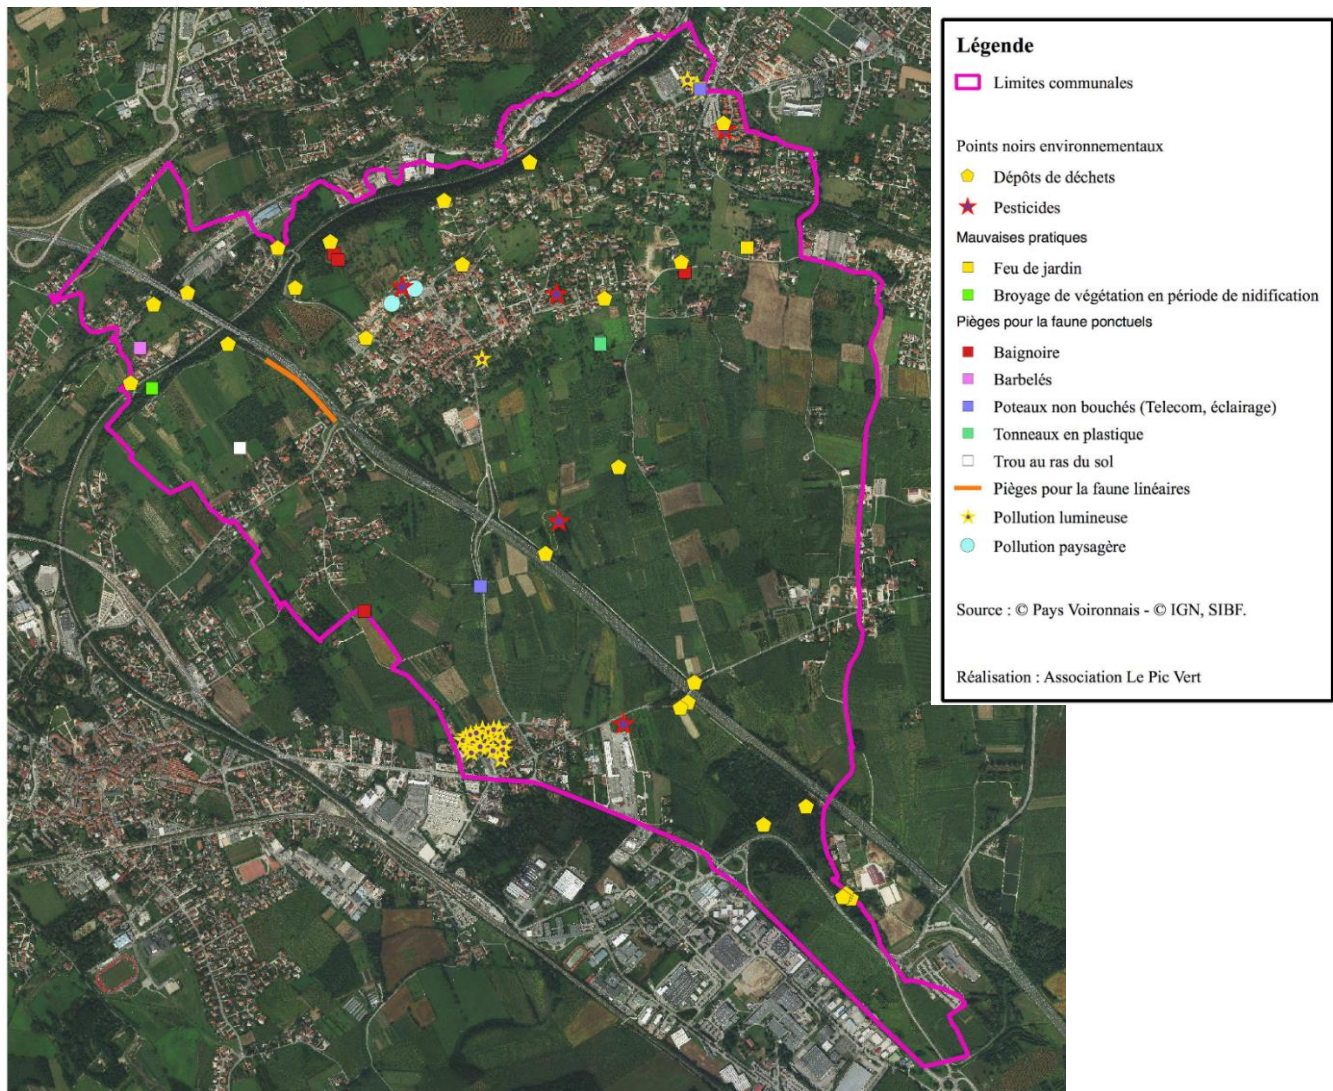 Légende
Limites communales
Points noirs environnementaux
Dépôts de déchets
Pesticides
Mauvaises pratiques
Feu de jardin
Broyage de végétation en période de nidification
Pièges pour la faune ponctuels
Baignoire
Barbelés
Poteaux non bouchés (Telecom, éclairage)
Tonneaux en plastique
Trou au ras du sol
Pièges pour la faune linéaires
Pollution lumineuse
Pollution paysagère
Source : © Pays Voironnais - © IGN, SIBF.
Réalisation : Association Le Pic Vert